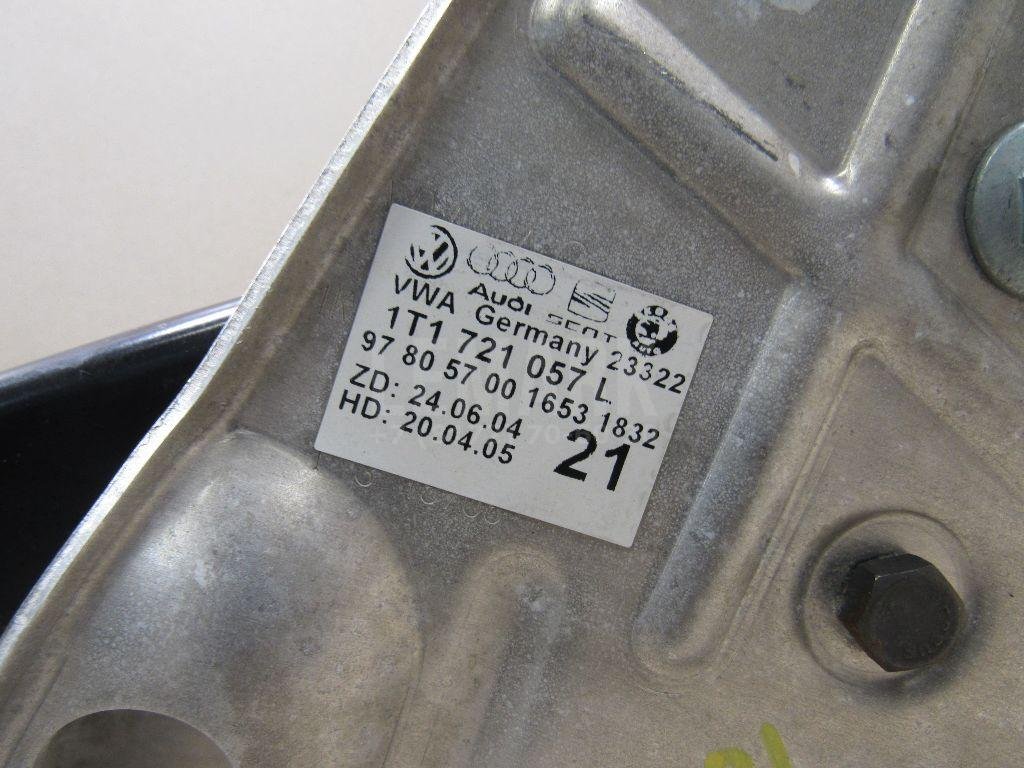 Audi SEAT
VWA Germany 23322
1T1 721 057 L
97 80 57 00 1653 1832
ZD: 24.06.04
HD: 20.04.05 21